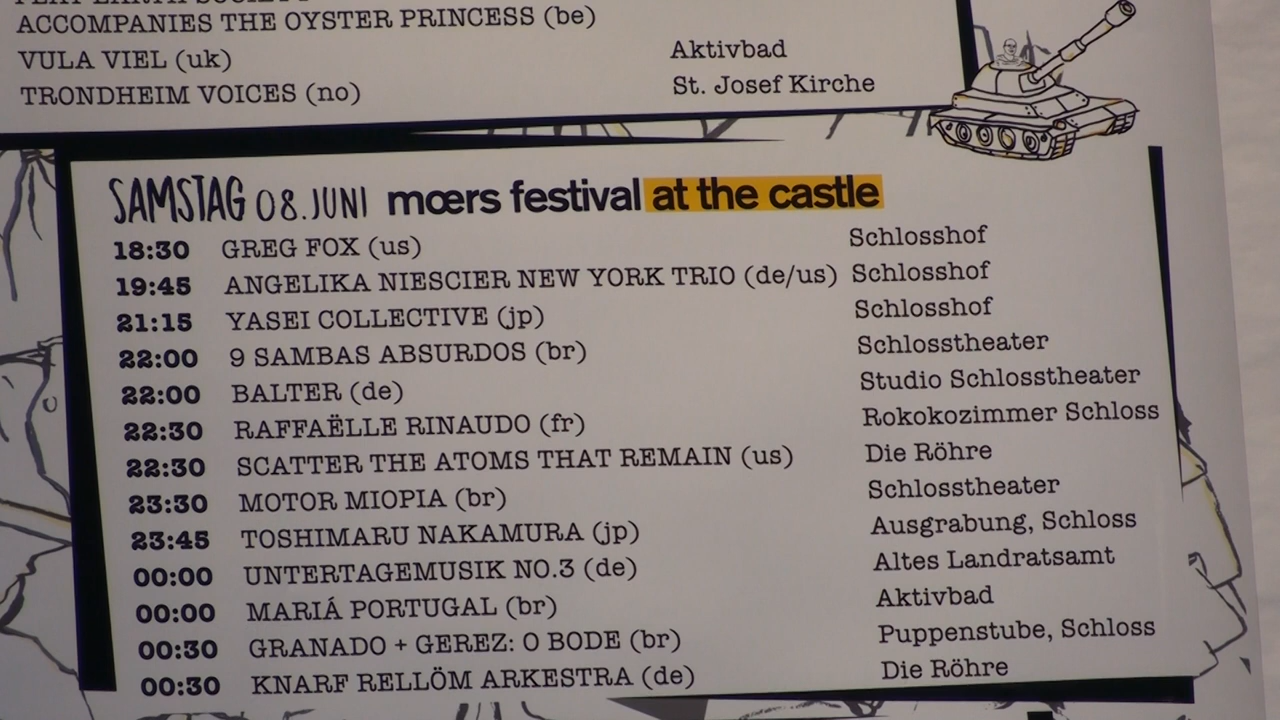 ACCOMPANIES THE OYSTER PRINCESS (be)
VULA VIEL (uk) Aktivbad
TRONDHEIM VOICES (no) St. Josef Kirche
SAMSTAG 08. JUNI mœrs festival at the castle
18:30 GREG FOX (us) Schlosshof
19:45 ANGELIKA NIESCIER NEW YORK TRIO (de/us) Schlosshof
21:15 YASEI COLLECTIVE (jp) Schlosshof
22:00 9 SAMBAS ABSURDOS (br) Schlosstheater
22:00 BALTER (de) Studio Schlosstheater
22:30 RAFFAËLLE RINAUDO (fr) Rokokozimmer Schloss
22:30 SCATTER THE ATOMS THAT REMAIN (us) Die Röhre
23:30 MOTOR MIOPIA (br) Schlosstheater
23:45 TOSHIMARU NAKAMURA (jp) Ausgrabung, Schloss
00:00 UNTERTAGEMUSIK NO.3 (de) Altes Landratsamt
00:00 MARIÁ PORTUGAL (br) Aktivbad
00:30 GRANADO + GEREZ: O BODE (br) Puppenstube, Schloss
00:30 KNARF RELLÖM ARKESTRA (de) Die Röhre